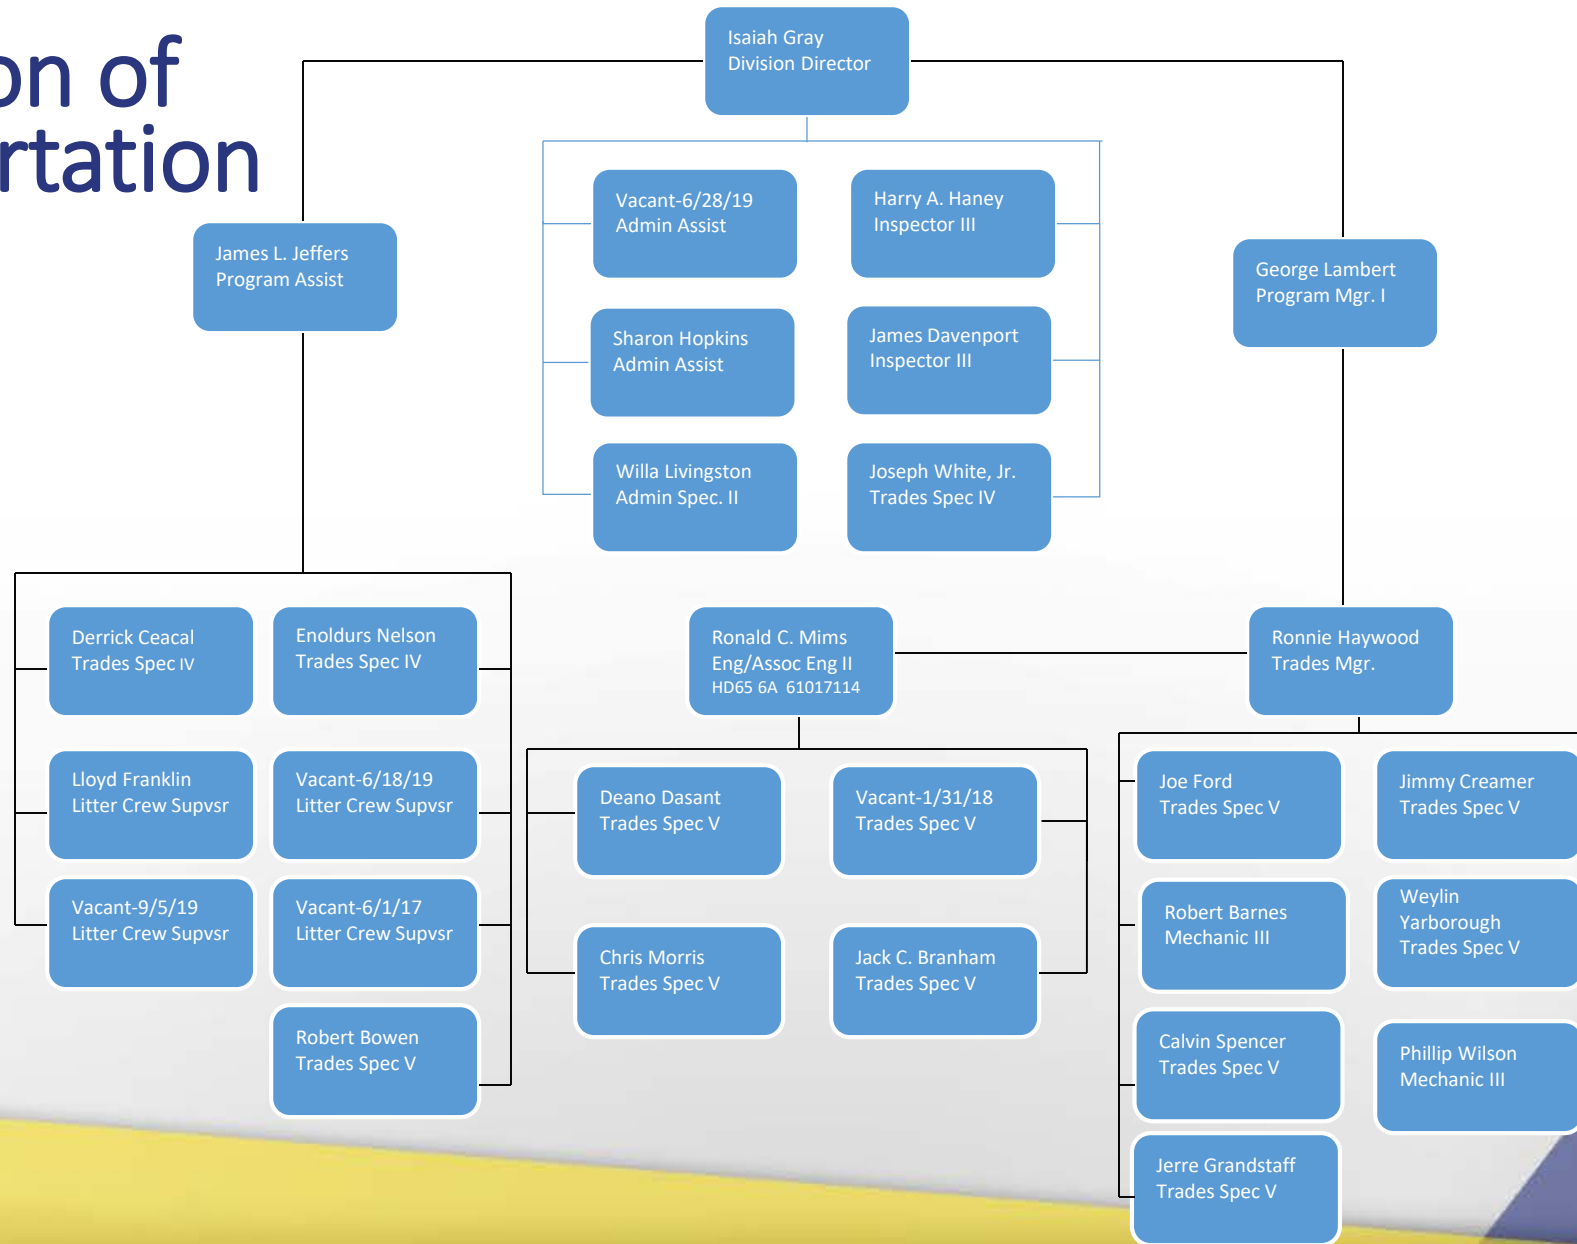 on of
rtation
Isaiah Gray
Division Director
James L. Jeffers
Program Assist
Vacant-6/28/19
Admin Assist
Harry A. Haney
Inspector III
George Lambert
Program Mgr. I
Sharon Hopkins
Admin Assist
James Davenport
Inspector III
Willa Livingston
Admin Spec. II
Joseph White, Jr.
Trades Spec IV
Derrick Ceacal
Trades Spec IV
Enoldurs Nelson
Trades Spec IV
Ronald C. Mims
Eng/Assoc Eng II
HD65 6A 61017114
Ronnie Haywood
Trades Mgr.
Lloyd Franklin
Litter Crew Supvsr
Vacant-6/18/19
Litter Crew Supvsr
Deano Dasant
Trades Spec V
Vacant-1/31/18
Trades Spec V
Joe Ford
Trades Spec V
Jimmy Creamer
Trades Spec V
Vacant-9/5/19
Litter Crew Supvsr
Vacant-6/1/17
Litter Crew Supvsr
Chris Morris
Trades Spec V
Jack C. Branham
Trades Spec V
Robert Barnes
Mechanic III
Weylin
Yarborough
Trades Spec V
Robert Bowen
Trades Spec V
Calvin Spencer
Trades Spec V
Phillip Wilson
Mechanic III
Jerre Grandstaff
Trades Spec V